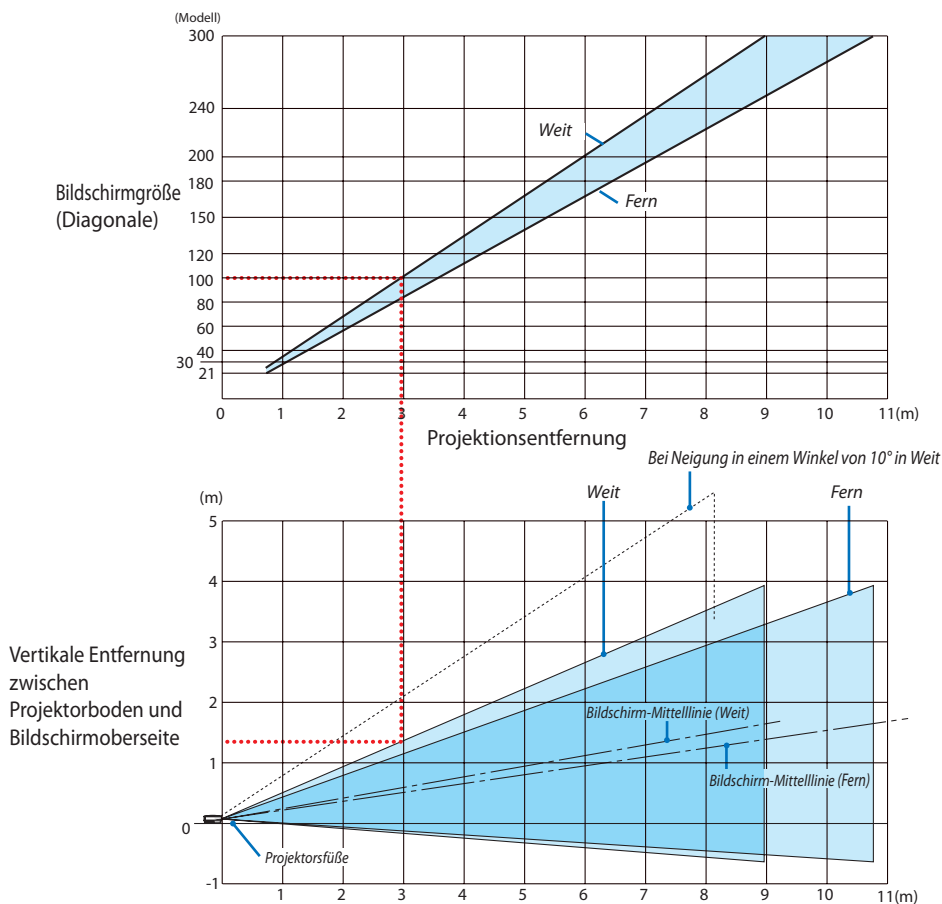 (Modell)
300
240
200
180
150
120
100
80
60
40
30
21
Bildschirmgröße
(Diagonale)
Weit
Fern
0 1 2 3 4 5 6 7 8 9 10 11(m)
Projektionsentfernung
Bei Neigung in einem Winkel von 10° in Weit
Weit
Fern
(m)
5
4
3
2
1
0
-1
Vertikale Entfernung
zwischen
Projektorboden und
Bildschirmoberseite
Bildschirm-Mittelllinie (Weit)
Bildschirm-Mittelllinie (Fern)
Projektorsfüße
1 2 3 4 5 6 7 8 9 10 11(m)